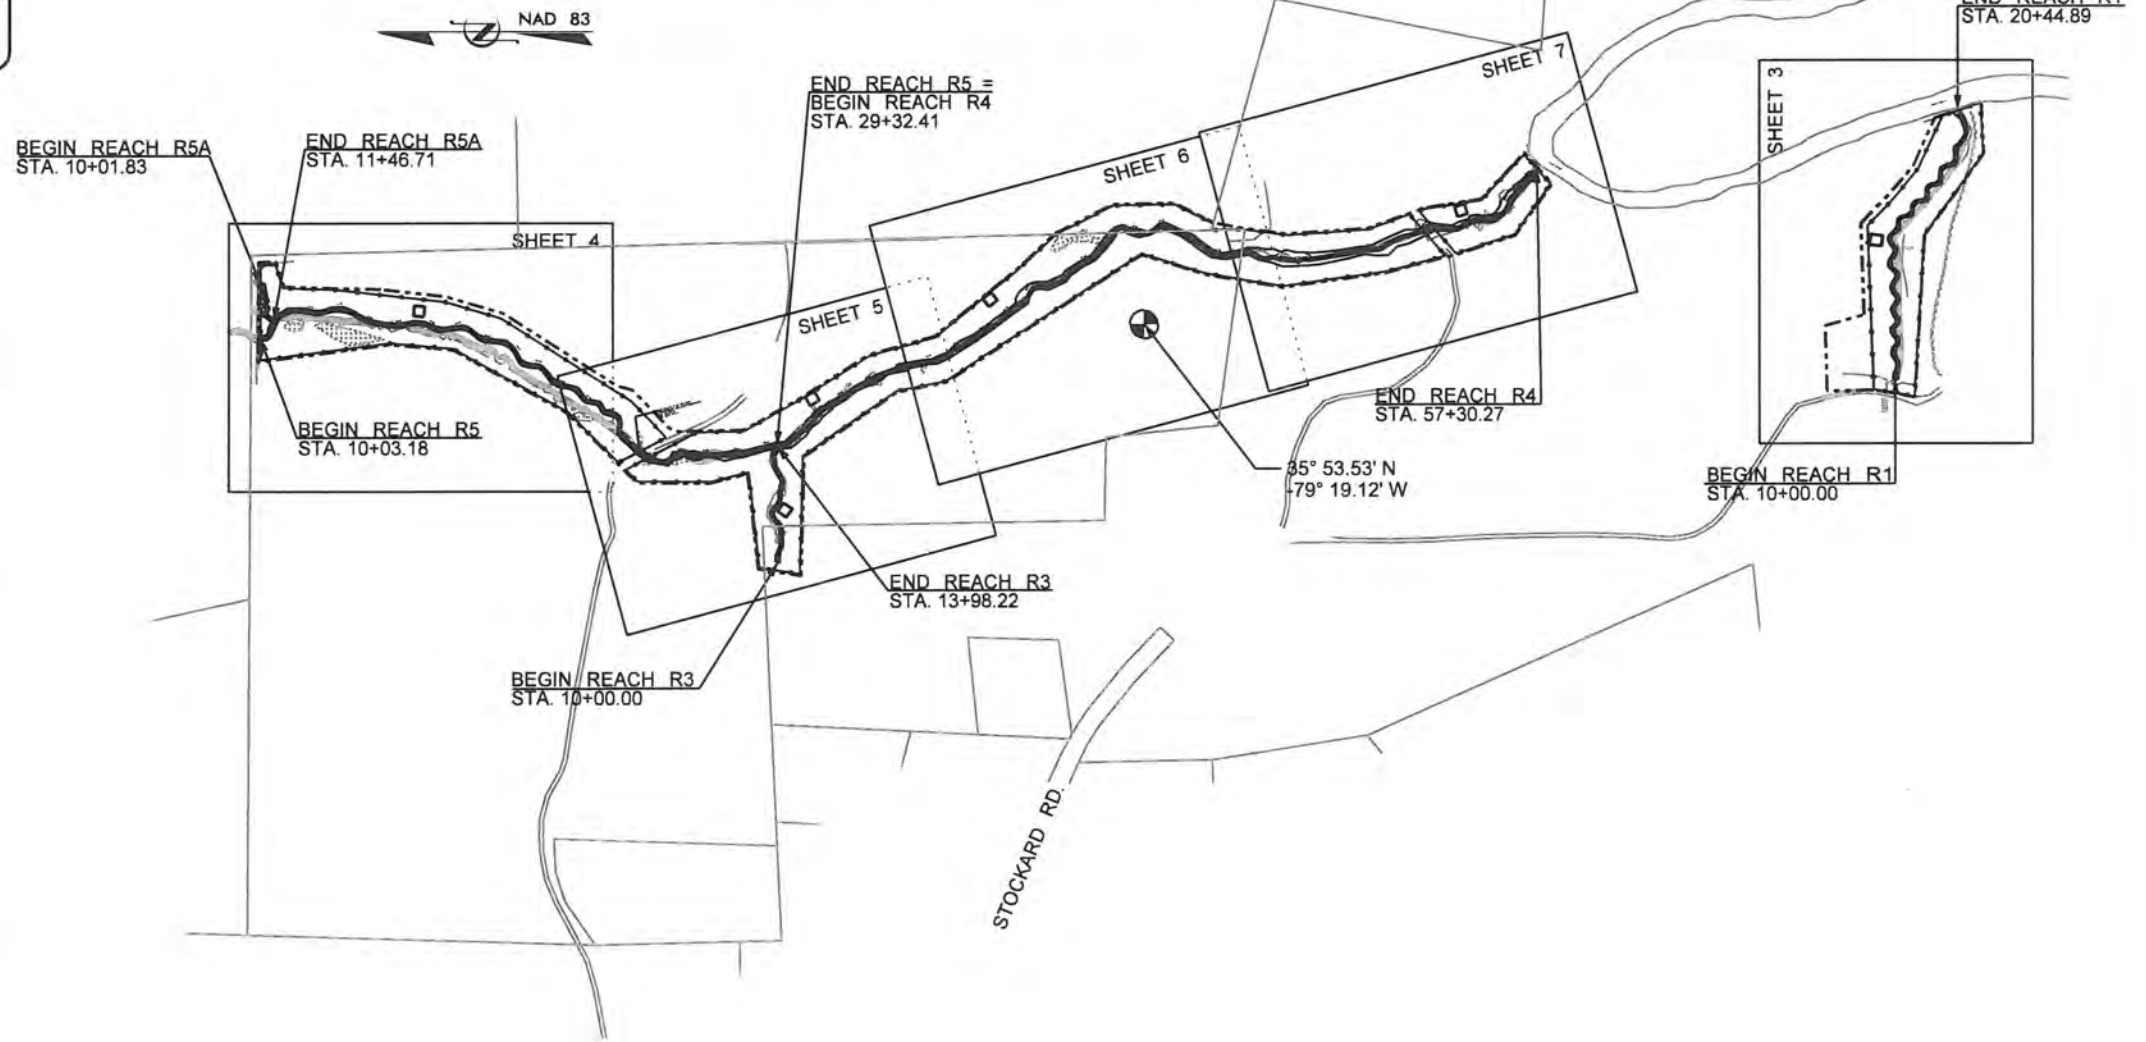 NAD 83
END REACH R1
STA. 20+44.89
SHEET 7
SHEET 3
END REACH R5 =
BEGIN REACH R4
STA. 29+32.41
BEGIN REACH R5A
STA. 10+01.83
END REACH R5A
STA. 11+46.71
SHEET 6
SHEET 4
SHEET 5
BEGIN REACH R5
STA. 10+03.18
END REACH R4
STA. 57+30.27
35° 53.53' N
-79° 19.12' W
BEGIN REACH R1
STA. 10+00.00
END REACH R3
STA. 13+98.22
BEGIN REACH R3
STA. 10+00.00
STOCKARD RD.